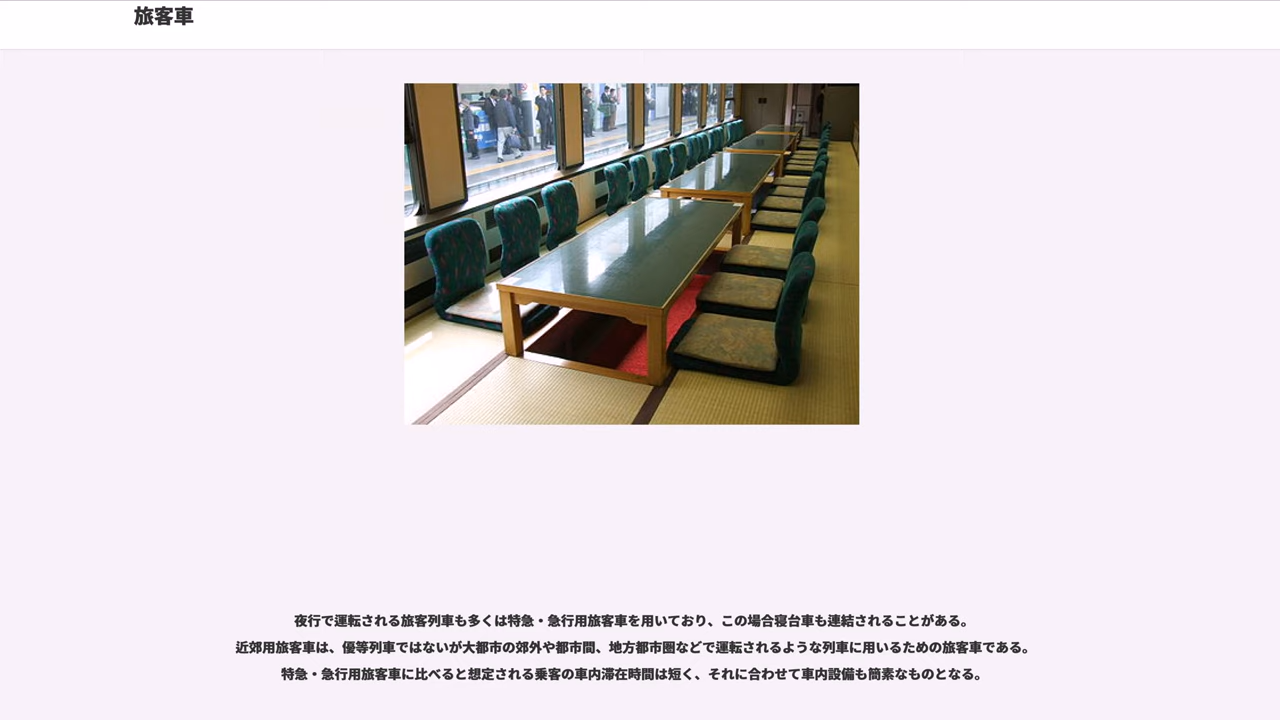 旅客車
夜行で運転される旅客列車も多くは特急・急行用旅客車を用いており、この場合寝台車も連結されることがある。
近郊用旅客車は、優等列車ではないが大都市の郊外や都市間、地方都市圏などで運転されるような列車に用いるための旅客車である。
特急・急行用旅客車に比べると想定される乗客の車内滞在時間は短く、それに合わせて車内設備も簡素なものとなる。